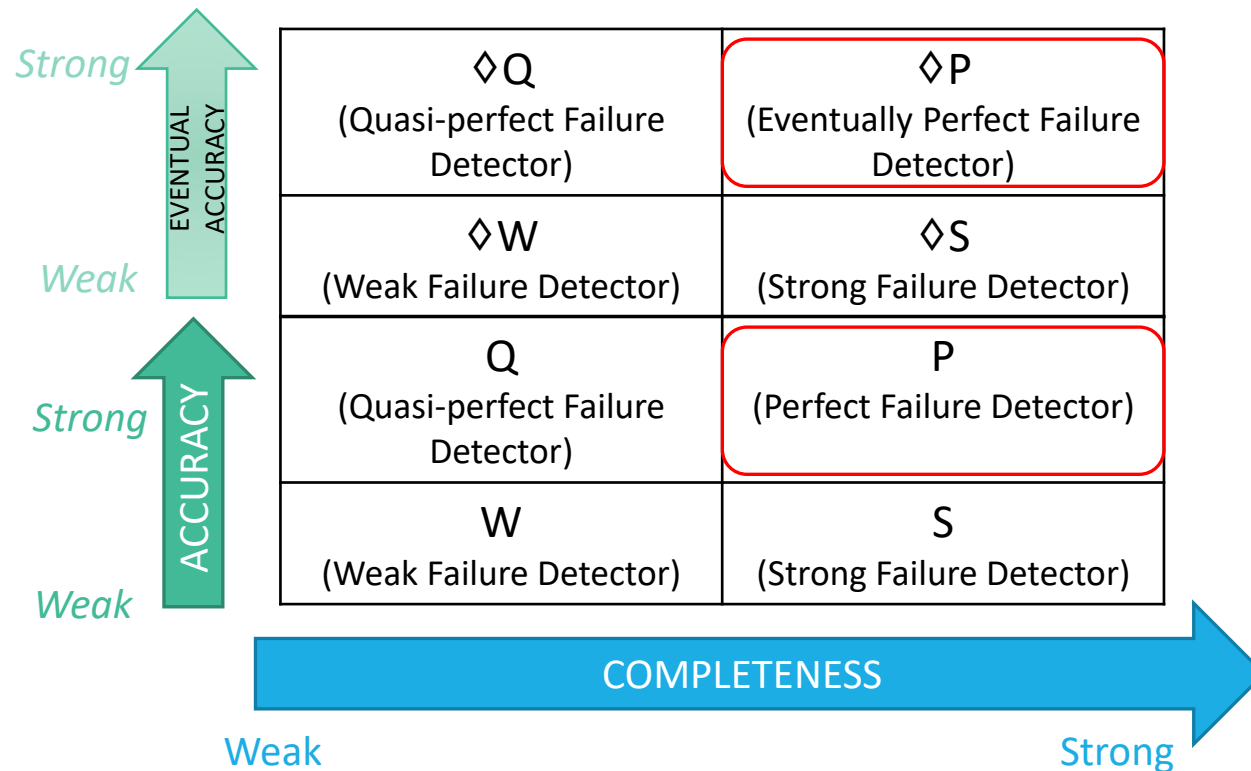 Strong
EVENTUAL
ACCURACY
Weak
◊Q
(Quasi-perfect Failure
Detector)
◊P
(Eventually Perfect Failure
Detector)
◊W
(Weak Failure Detector)
◊S
(Strong Failure Detector)
Strong
ACCURACY
Weak
Q
(Quasi-perfect Failure
Detector)
P
(Perfect Failure Detector)
W
(Weak Failure Detector)
S
(Strong Failure Detector)
COMPLETENESS
Weak
Strong